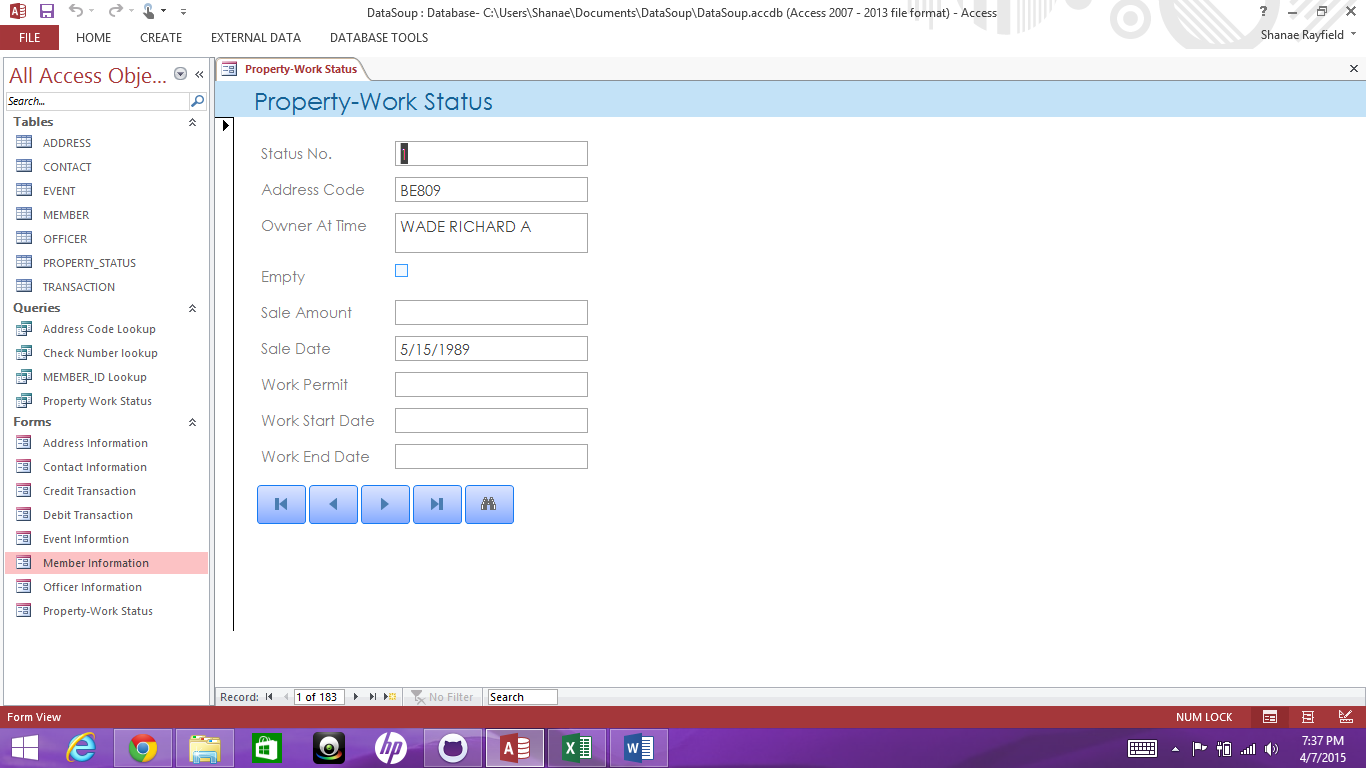 DataSoup : Database- C:\Users\Shanae\Documents\DataSoup\DataSoup.accdb (Access 2007 - 2013 file format) - Access
FILE HOME CREATE EXTERNAL DATA DATABASE TOOLS
Shanae Rayfield
All Access Obje...
Search...
Tables
ADDRESS
CONTACT
EVENT
MEMBER
OFFICER
PROPERTY_STATUS
TRANSACTION
Queries
Address Code Lookup
Check Number lookup
MEMBER_ID Lookup
Property Work Status
Forms
Address Information
Contact Information
Credit Transaction
Debit Transaction
Event Informtion
Member Information
Officer Information
Property-Work Status
Property-Work Status
Property-Work Status
Status No. 1
Address Code BE809
Owner At Time WADE RICHARD A
Empty
Sale Amount
Sale Date 5/15/1989
Work Permit
Work Start Date
Work End Date
Record: 1 of 183 No Filter Search
Form View
NUM LOCK
7:37 PM
4/7/2015